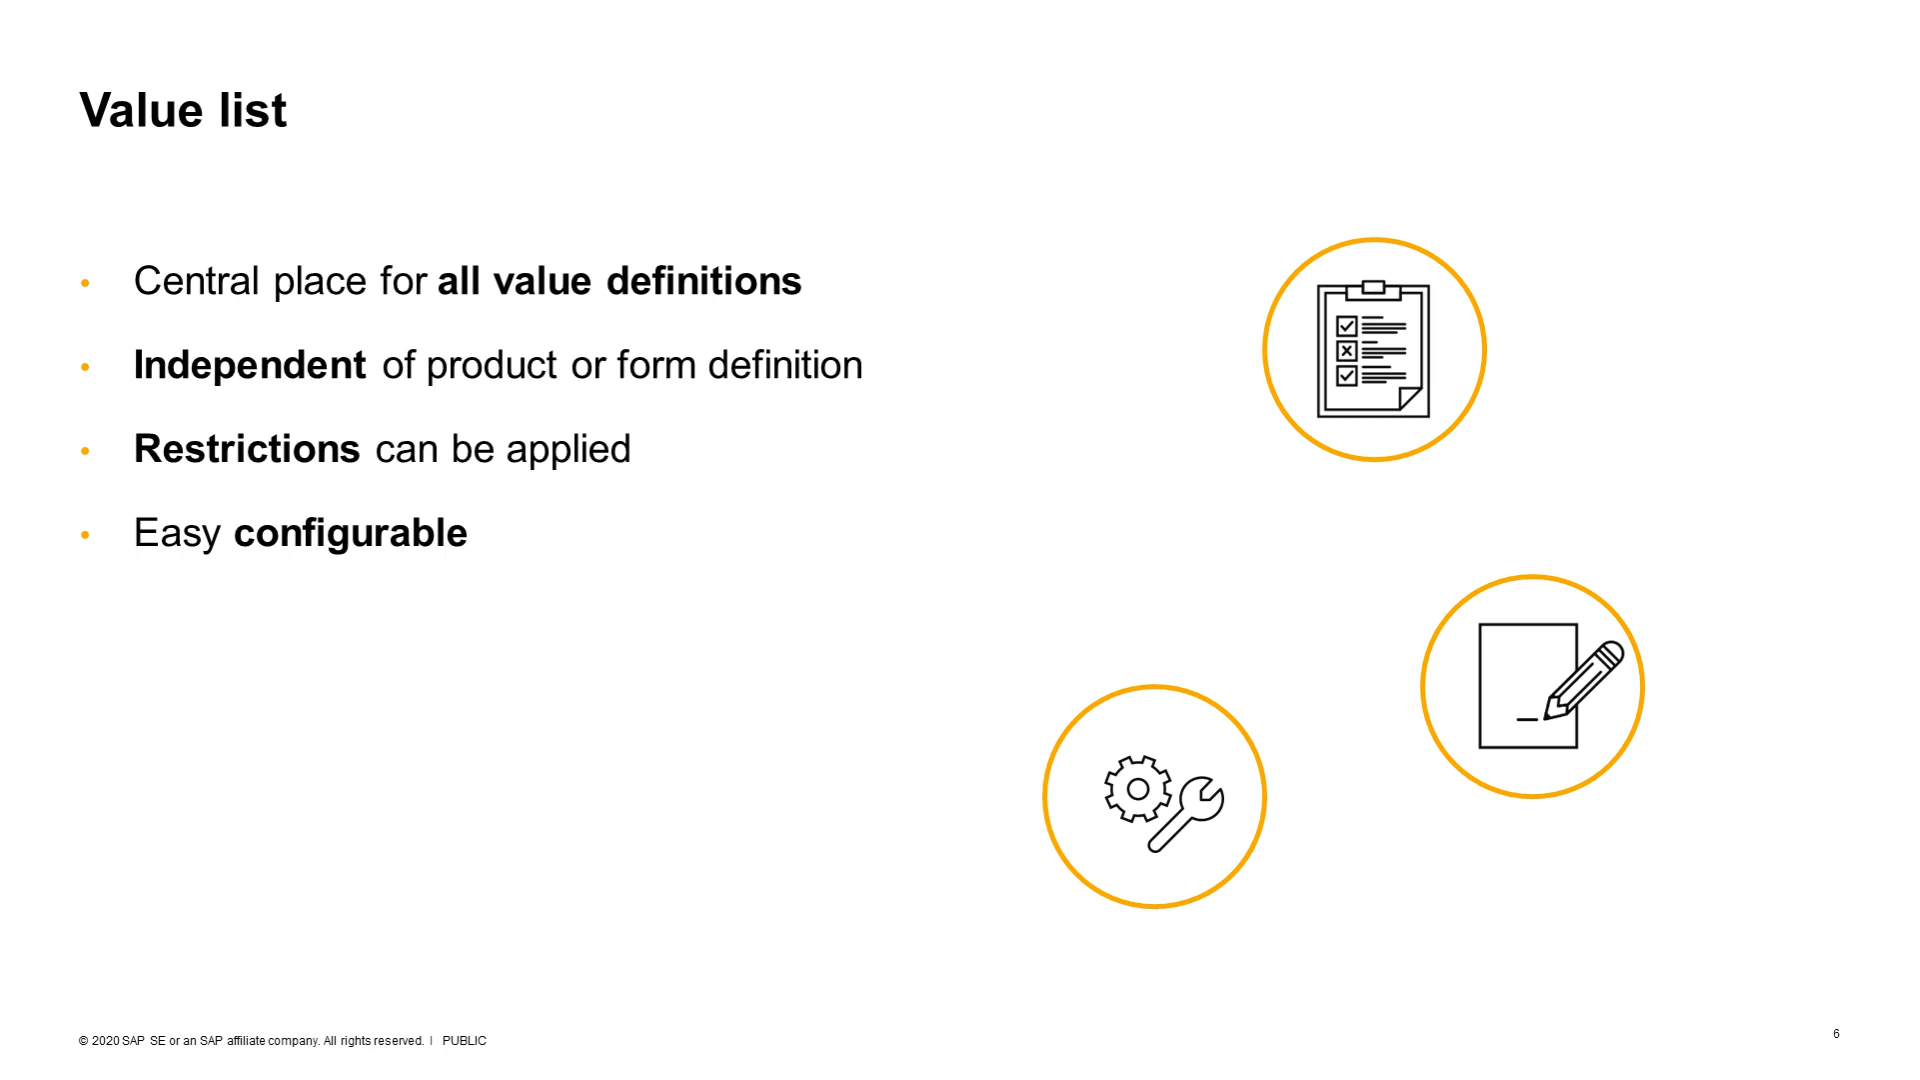 Value list
• Central place for all value definitions
• Independent of product or form definition
• Restrictions can be applied
• Easy configurable
© 2020 SAP SE or an SAP affiliate company. All rights reserved. ǀ PUBLIC
6